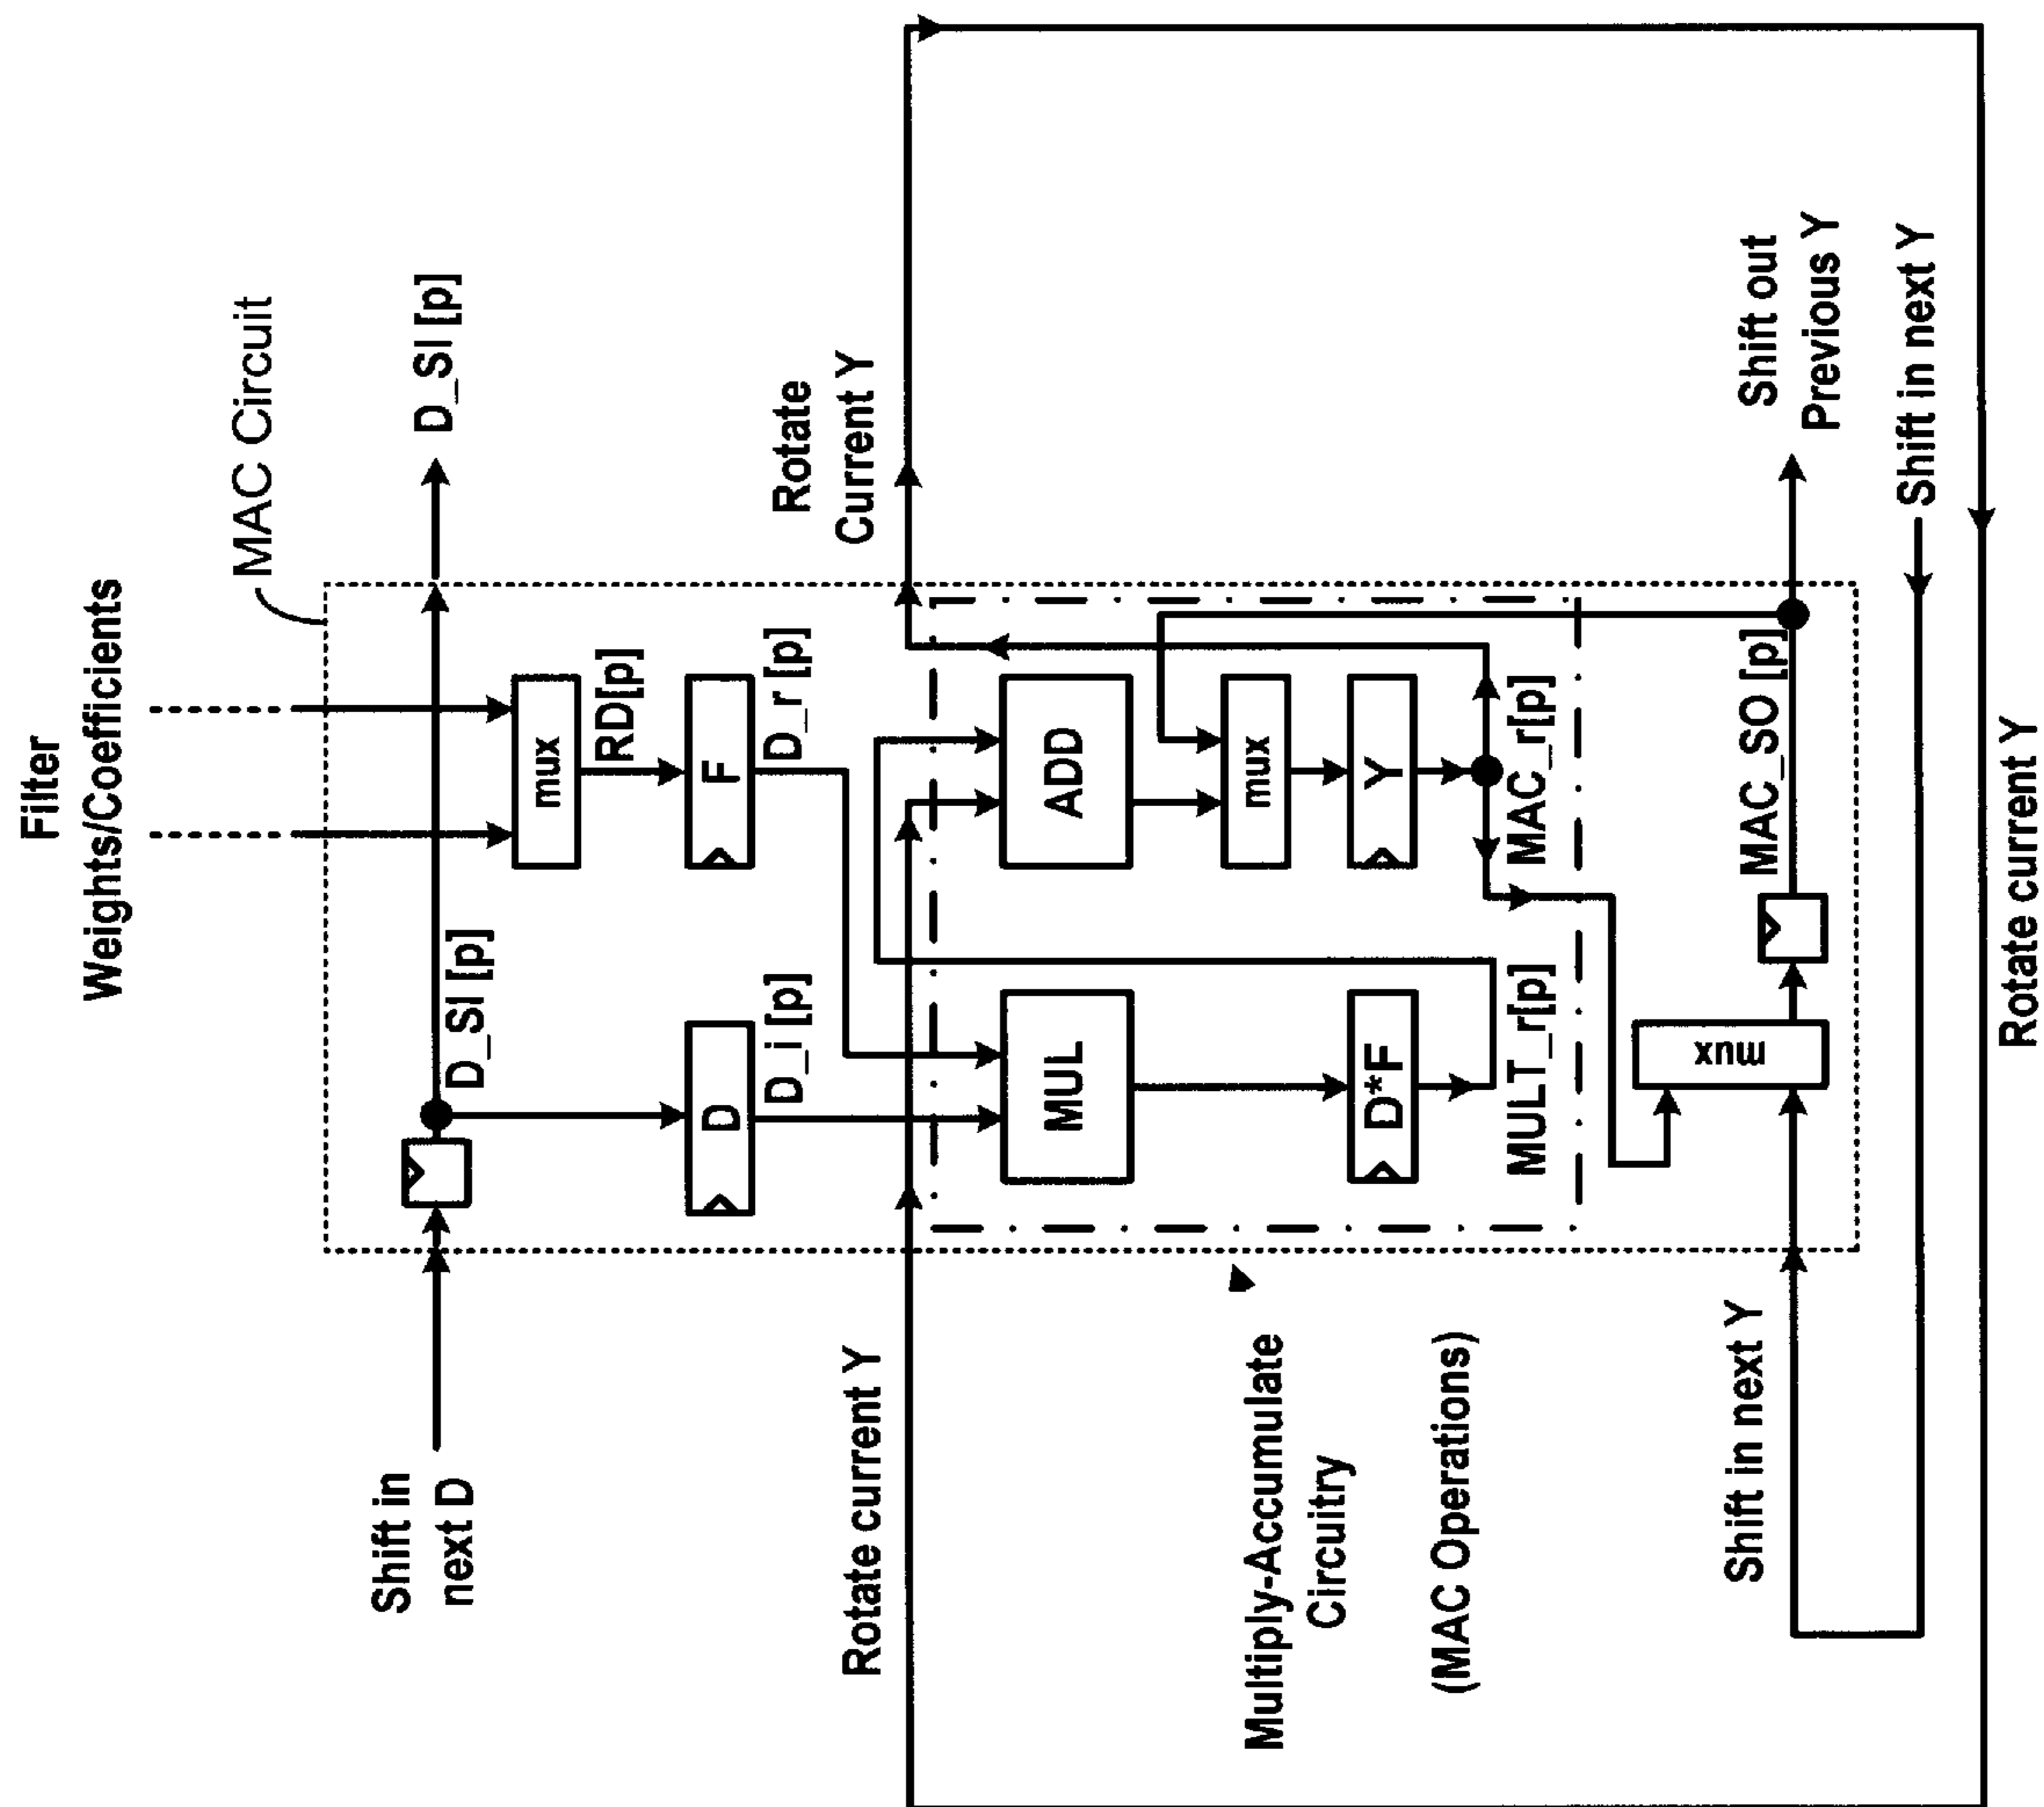 Filter
Weights/Coefficients
MAC Circuit
Shift in
next D
D_SI [p]
D_SI [p]
mux
RD[p]
D
F
D_i [p]
D_r [p]
Rotate
Current Y
Rotate current Y
MUL
ADD
mux
D*F
Y
MULT_r[p]
MAC_r[p]
Multiply-Accumulate
Circuitry
(MAC Operations)
Shift in next Y
mux
MAC_SO [p]
Shift out
Previous Y
Shift in next Y
Rotate current Y